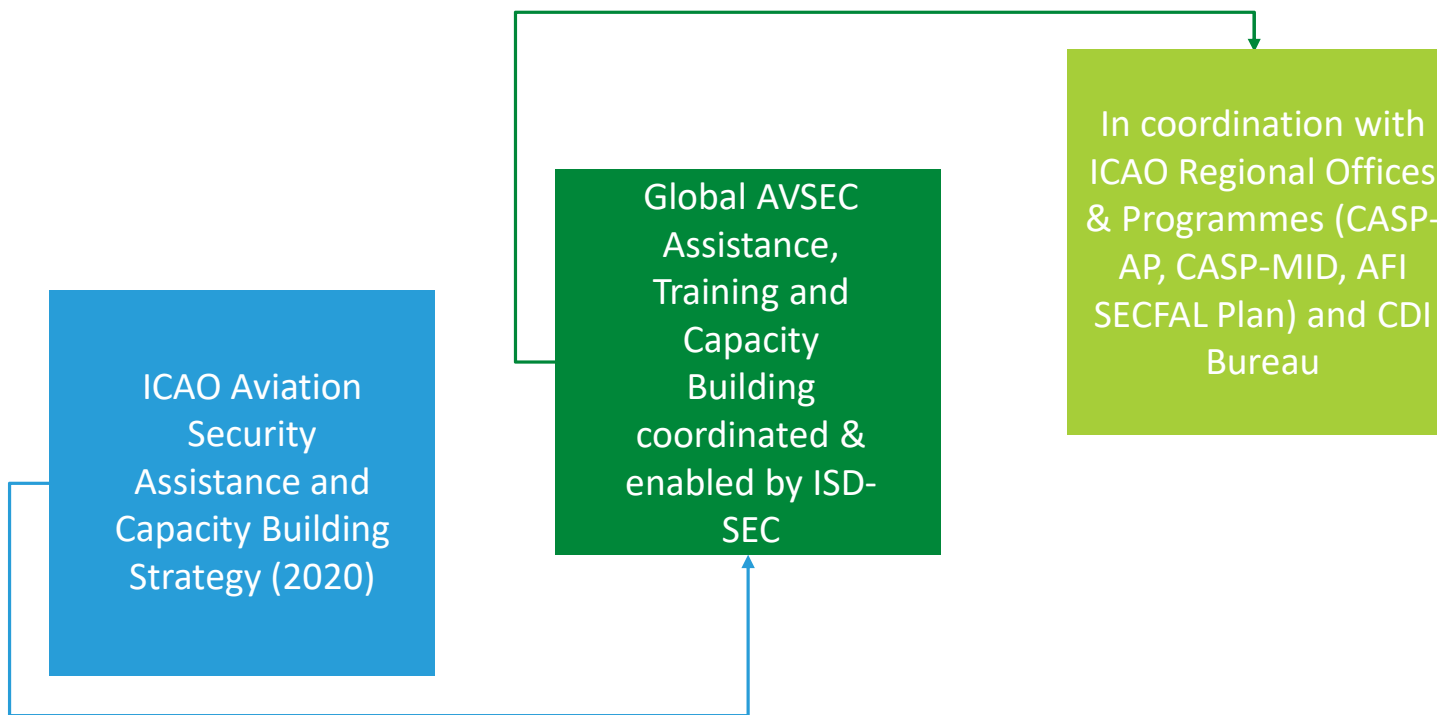 ICAO Aviation
Security
Assistance and
Capacity Building
Strategy (2020)
Global AVSEC
Assistance,
Training and
Capacity
Building
coordinated &
enabled by ISD-
SEC
In coordination with
ICAO Regional Offices
& Programmes (CASP-
AP, CASP-MID, AFI
SECFAL Plan) and CDI
Bureau